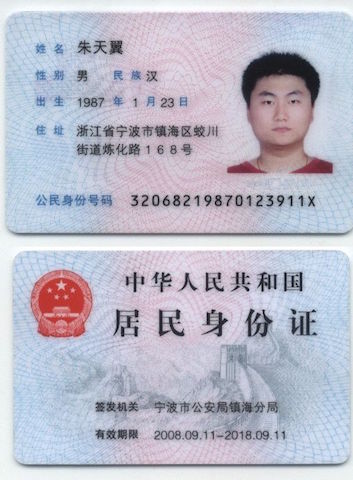 姓名 朱天翼
性别 男 民族 汉
出生 1987 年 1 月 23 日
住址 浙江省宁波市镇海区蛟川
街道炼化路168号
公民身份号码 32068219870123911X
中华人民共和国
居民身份证
签发机关 宁波市公安局镇海分局
有效期限 2008.09.11-2018.09.11